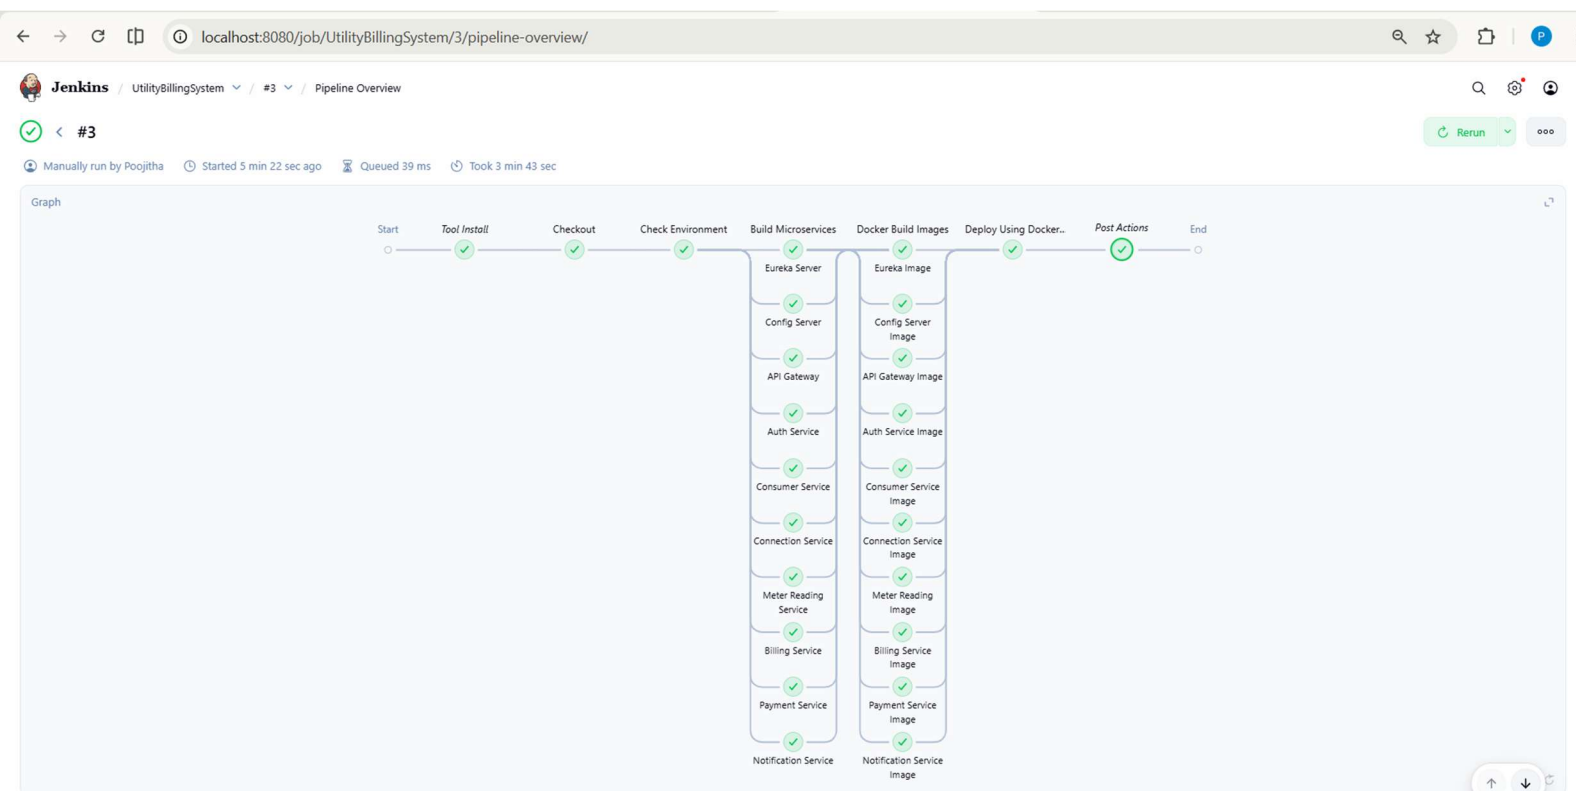 localhost:8080/job/UtilityBillingSystem/3/pipeline-overview/
P
Jenkins / UtilityBillingSystem / #3 / Pipeline Overview
#3
Rerun
Manually run by Poojitha Started 5 min 22 sec ago Queued 39 ms Took 3 min 43 sec
Graph
Start Tool Install Checkout Check Environment Build Microservices Docker Build Images Deploy Using Docker... Post Actions End
Eureka Server Eureka Image
Config Server Config Server
Image
API Gateway API Gateway Image
Auth Service Auth Service Image
Consumer Service Consumer Service
Image
Connection Service Connection Service
Image
Meter Reading Meter Reading
Service Image
Billing Service Billing Service
Image
Payment Service Payment Service
Image
Notification Service Notification Service
Image